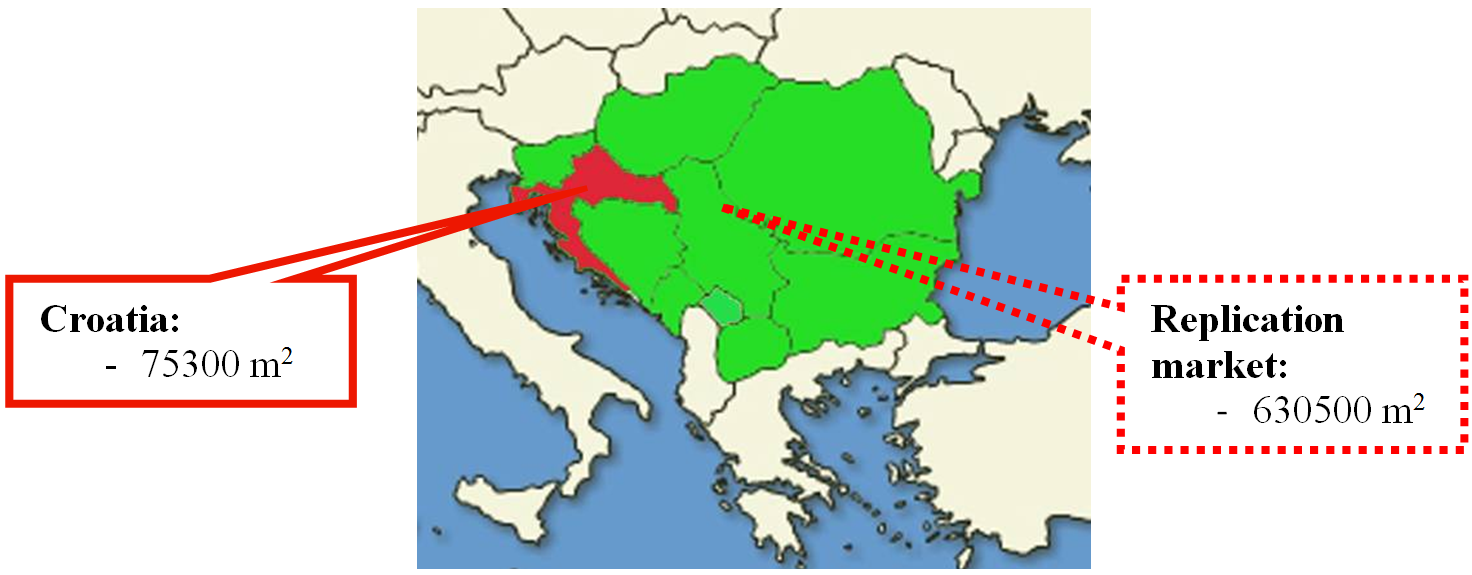 Croatia:
- 75300 m²
Replication
market:
- 630500 m²